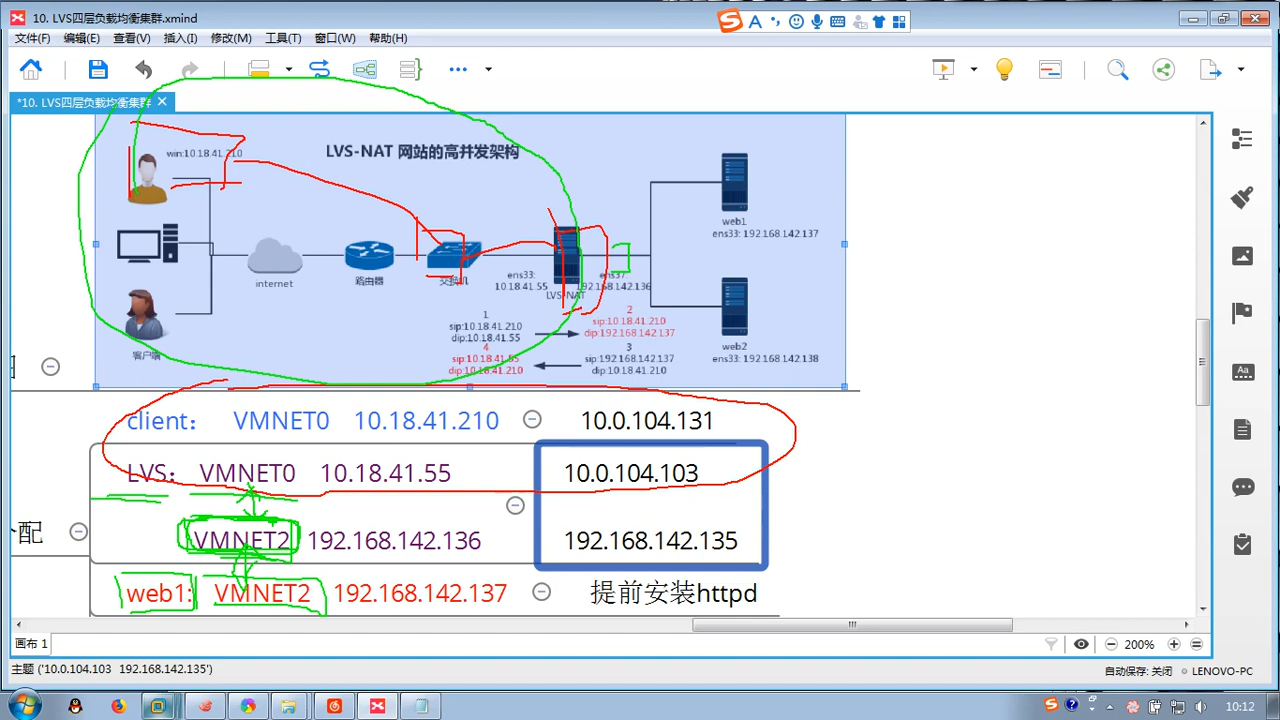 10. LVS四层负载均衡集群.xmind
文件(F) 编辑(E) 查看(V) 插入(I) 修改(M) 工具(T) 窗口(W) 帮助(H)
*10. LVS四层负载均衡集群
win:10.18.41.210
LVS-NAT 网站的高并发架构
web1
ens33: 192.168.142.137
internet
路由器
交换机
ens33:
10.18.41.55
LVS-NAT
ens37:
192.168.142.136
客户端
1
sip:10.18.41.210
dip:10.18.41.55
2
sip:10.18.41.210
dip:192.168.142.137
4
sip:10.18.41.55
dip:10.18.41.210
3
sip:192.168.142.137
dip:10.18.41.210
web2
ens33: 192.168.142.138
client: VMNET0 10.18.41.210 10.0.104.131
LVS: VMNET0 10.18.41.55 10.0.104.103
VMNET2 192.168.142.136 192.168.142.135
配
web1: VMNET2 192.168.142.137 提前安装httpd
画布 1
200%
主题 ('10.0.104.103 192.168.142.135')
自动保存: 关闭 LENOVO-PC
10:12